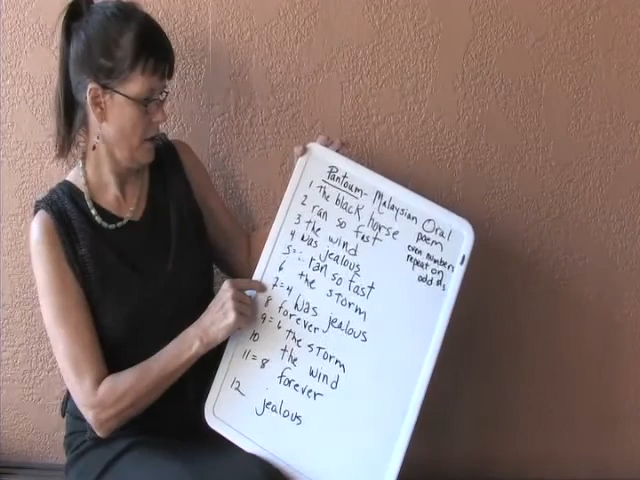 Pantoum- Malaysian Oral poem
even numbers
repeat on
odd #s
1 the black horse
2 ran so fast
3 the wind
4 was jealous
5= ran so fast
6 the storm
7=4 was jealous
8 forever
9=6 the storm
10 the wind
11=8 forever
12 jealous